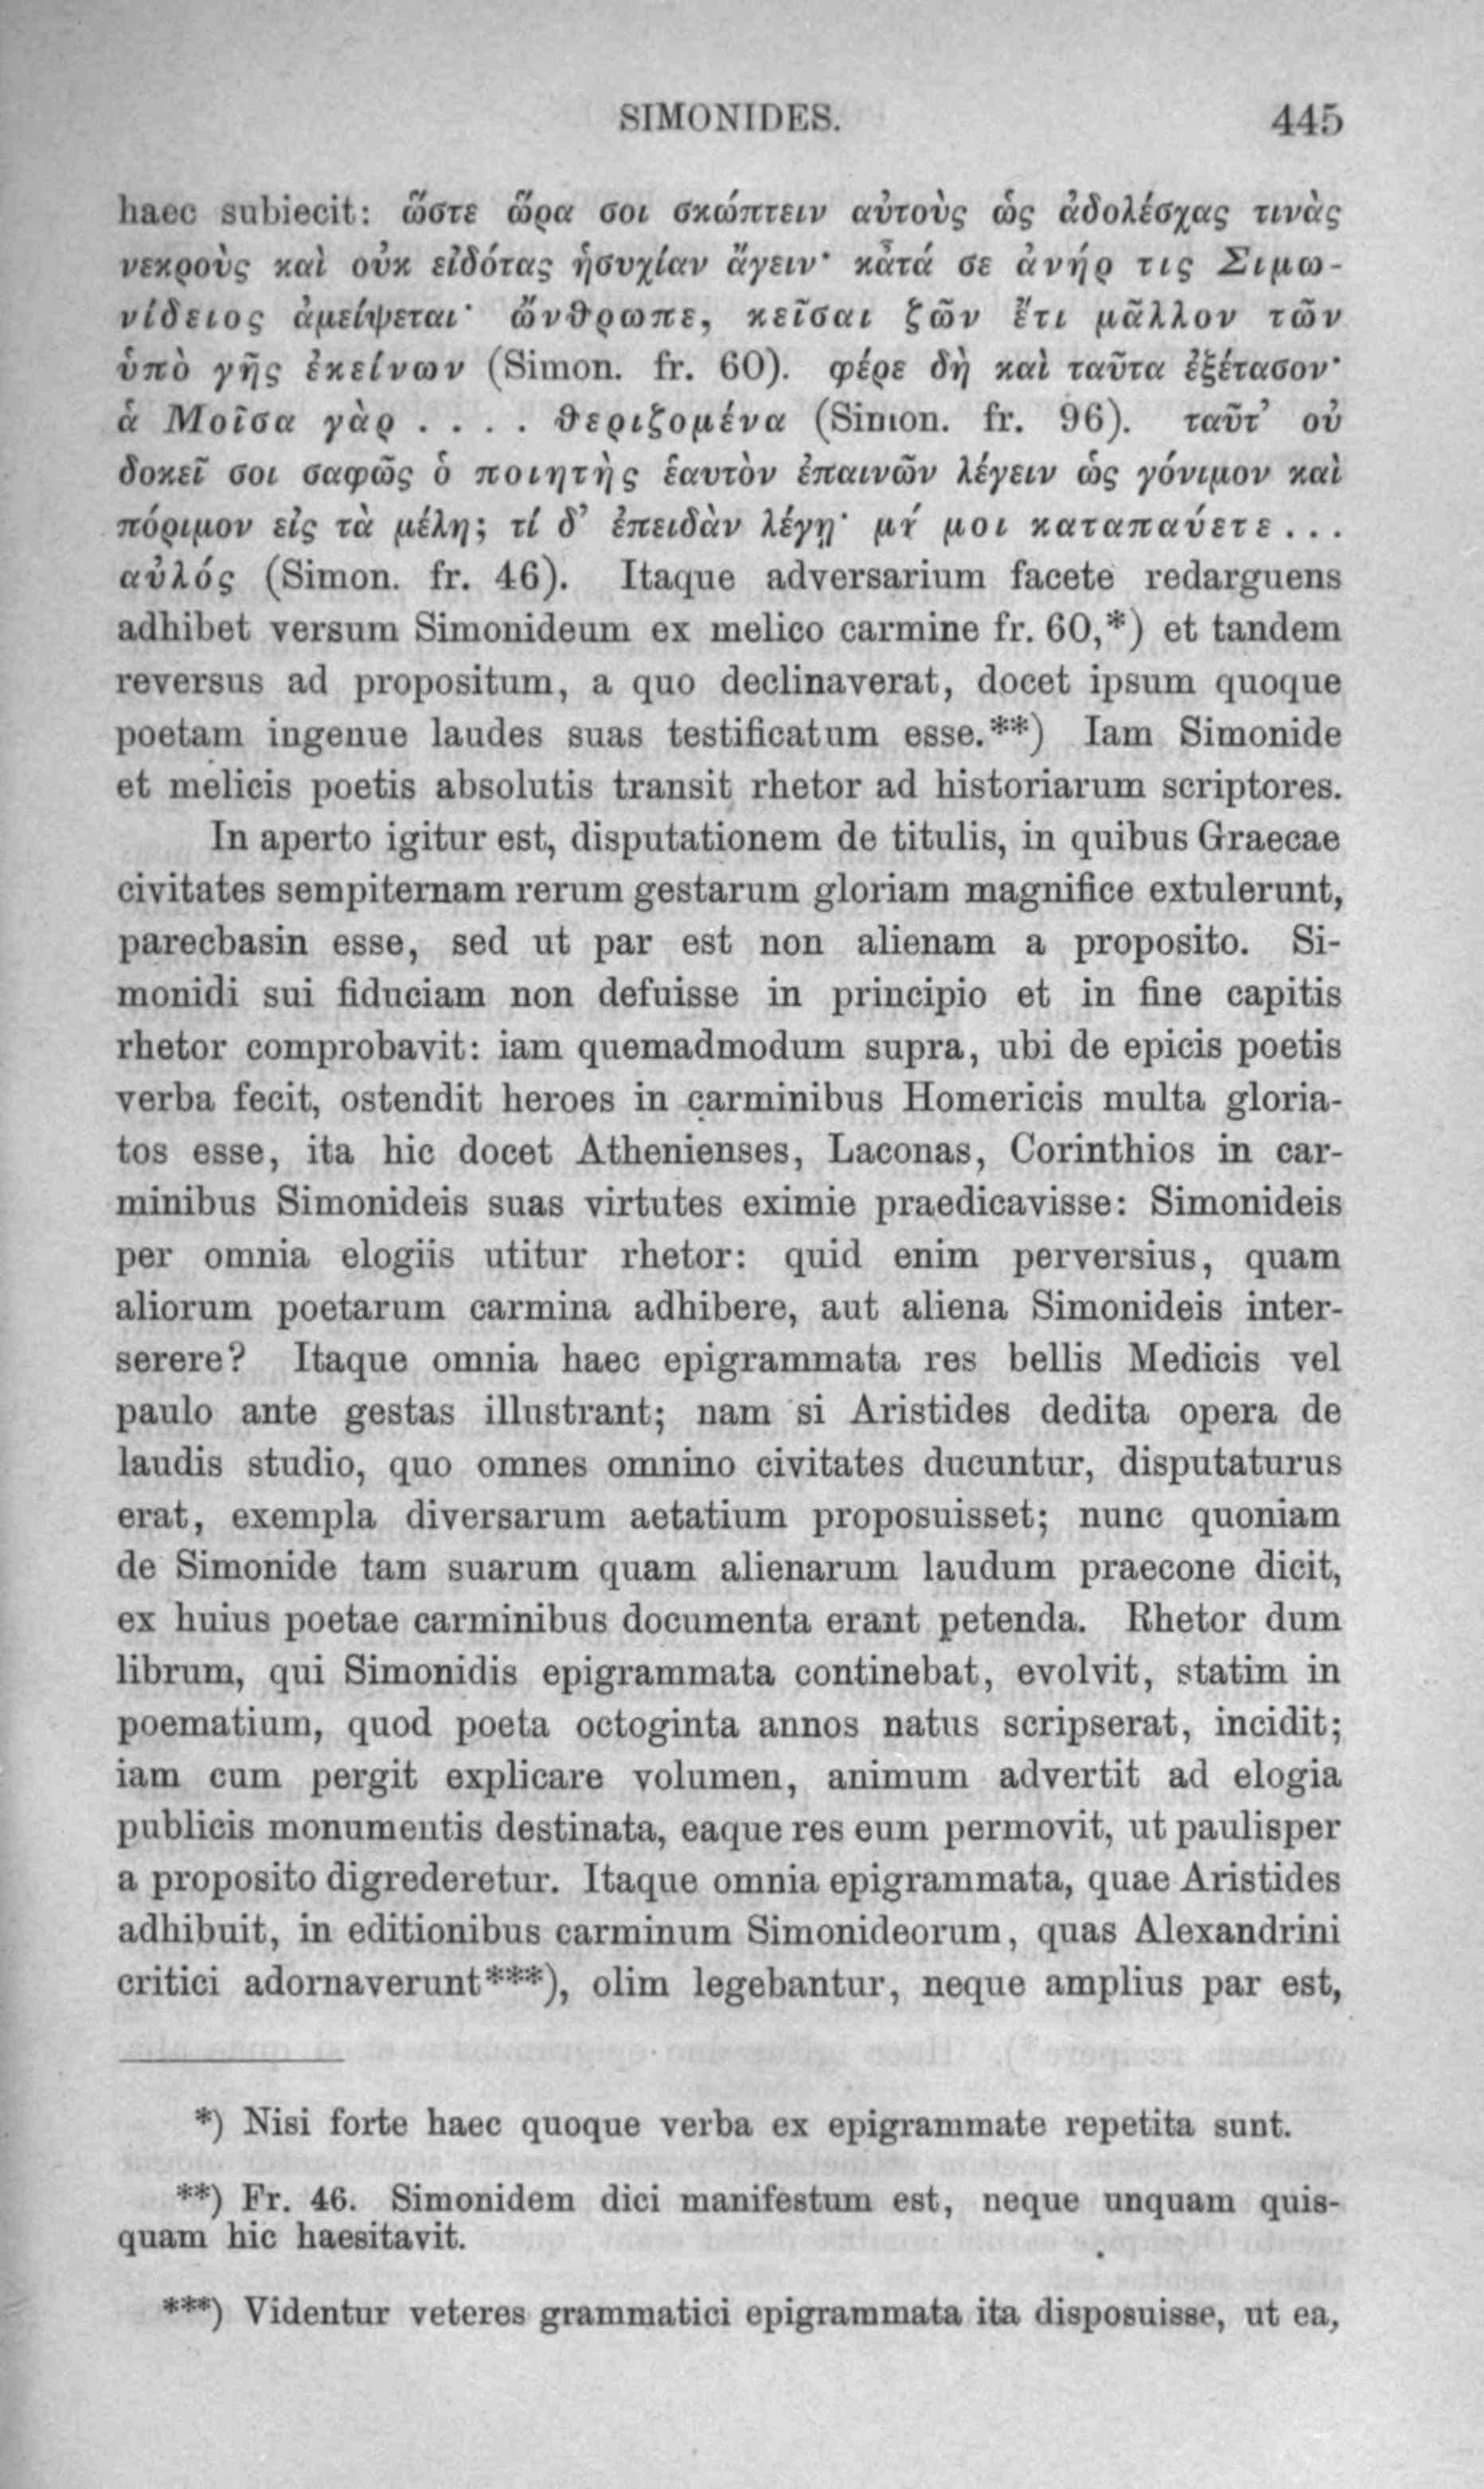 SIMONIDES. 445
haec subiecit: ὥστε ὥρα σοι σκώπτειν αὐτοὺς ὡς ἀδολέσχας τινὰς
νεκροὺς καὶ οὐκ εἰδότας ἡσυχίαν ἄγειν· κᾆτά σε ἀνήρ τις Σιμω-
νίδειος ἀμείψεται· ὤνθρωπε, κεῖσαι ζῶν ἔτι μᾶλλον τῶν
ὑπὸ γῆς ἐκείνων (Simon. fr. 60). φέρε δὴ καὶ ταῦτα ἐξέτασον·
ἁ Μοῖσα γὰρ . . . . θεριζομένα (Simon. fr. 96). ταῦτ’ οὐ
δοκεῖ σοι σαφῶς ὁ ποιητὴς ἑαυτὸν ἐπαινῶν λέγειν ὡς γόνιμον καὶ
πόριμον εἰς τὰ μέλη; τί δ’ ἐπειδὰν λέγῃ· μή μοι καταπαύετε ...
αὐλός (Simon. fr. 46). Itaque adversarium facete redarguens
adhibet versum Simonideum ex melico carmine fr. 60,*) et tandem
reversus ad propositum, a quo declinaverat, docet ipsum quoque
poetam ingenue laudes suas testificatum esse.**) Iam Simonide
et melicis poetis absolutis transit rhetor ad historiarum scriptores.
In aperto igitur est, disputationem de titulis, in quibus Graecae
civitates sempiternam rerum gestarum gloriam magnifice extulerunt,
parecbasin esse, sed ut par est non alienam a proposito. Si-
monidi sui fiduciam non defuisse in principio et in fine capitis
rhetor comprobavit: iam quemadmodum supra, ubi de epicis poetis
verba fecit, ostendit heroes in carminibus Homericis multa gloria-
tos esse, ita hic docet Athenienses, Laconas, Corinthios in car-
minibus Simonideis suas virtutes eximie praedicavisse: Simonideis
per omnia elogiis utitur rhetor: quid enim perversius, quam
aliorum poetarum carmina adhibere, aut aliena Simonideis inter-
serere? Itaque omnia haec epigrammata res bellis Medicis vel
paulo ante gestas illustrant; nam si Aristides dedita opera de
laudis studio, quo omnes omnino civitates ducuntur, disputaturus
erat, exempla diversarum aetatium proposuisset; nunc quoniam
de Simonide tam suarum quam alienarum laudum praecone dicit,
ex huius poetae carminibus documenta erant petenda. Rhetor dum
librum, qui Simonidis epigrammata continebat, evolvit, statim in
poematium, quod poeta octoginta annos natus scripserat, incidit;
iam cum pergit explicare volumen, animum advertit ad elogia
publicis monumentis destinata, eaque res eum permovit, ut paulisper
a proposito digrederetur. Itaque omnia epigrammata, quae Aristides
adhibuit, in editionibus carminum Simonideorum, quas Alexandrini
critici adornaverunt***), olim legebantur, neque amplius par est,
*) Nisi forte haec quoque verba ex epigrammate repetita sunt.
**) Fr. 46. Simonidem dici manifestum est, neque unquam quis-
quam hic haesitavit.
***) Videntur veteres grammatici epigrammata ita disposuisse, ut ea,